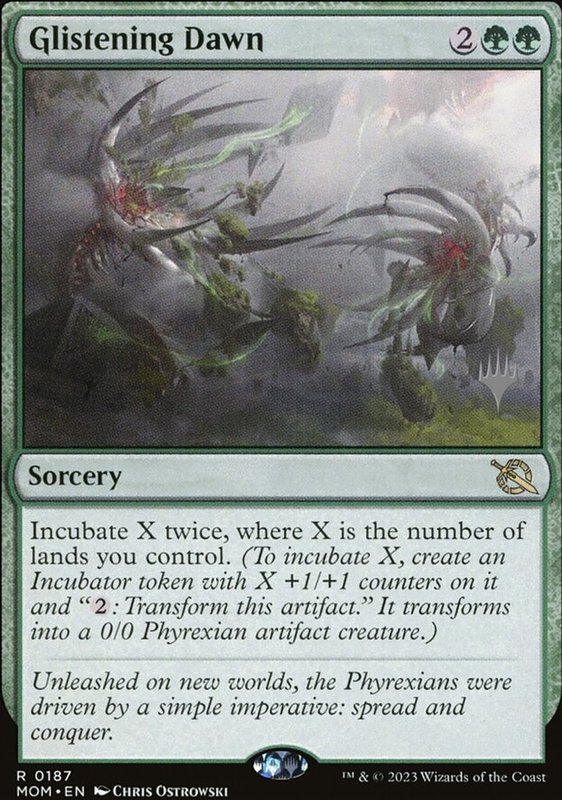 Glistening Dawn 2
Sorcery
Incubate X twice, where X is the number of
lands you control. (To incubate X, create an
Incubator token with X +1/+1 counters on it
and “2: Transform this artifact.” It transforms
into a 0/0 Phyrexian artifact creature.)
Unleashed on new worlds, the Phyrexians were
driven by a simple imperative: spread and
conquer.
R 0187
MOM • EN Chris Ostrowski
™ & © 2023 Wizards of the Coast